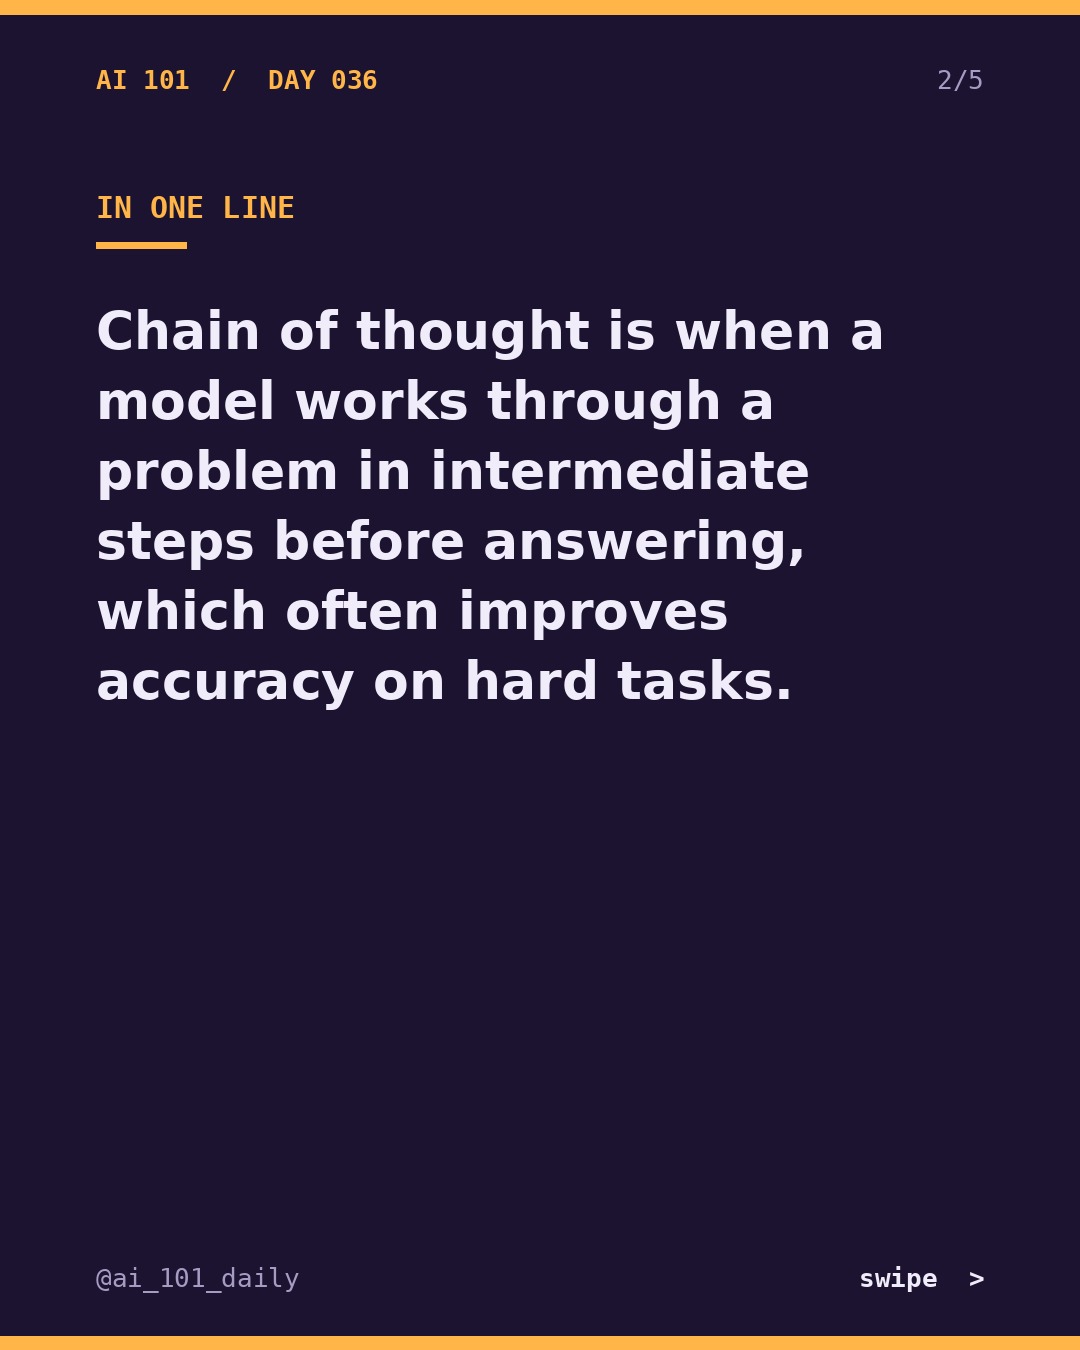 AI 101 / DAY 036
2/5
IN ONE LINE
Chain of thought is when a
model works through a
problem in intermediate
steps before answering,
which often improves
accuracy on hard tasks.
@ai_101_daily
swipe >